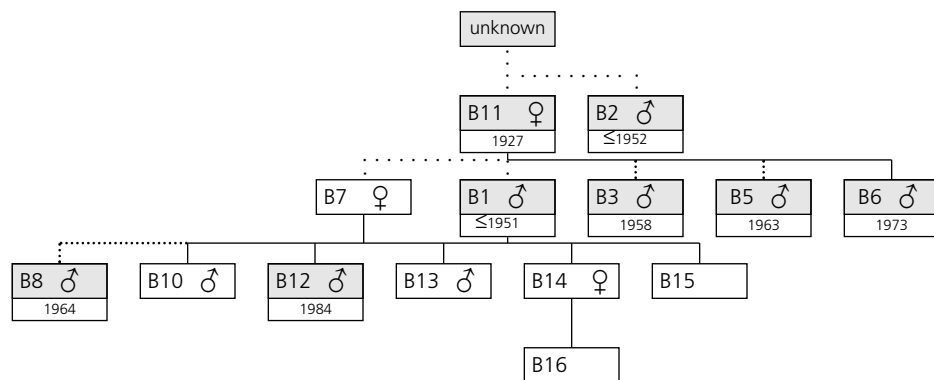 unknown
B11 ♀
B2 ♂
1927
≤1952
B7 ♀
B1 ♂
B3 ♂
B5 ♂
B6 ♂
≤1951
1958
1963
1973
B8 ♂
B10 ♂
B12 ♂
B13 ♂
B14 ♀
B15
1964
1984
B16